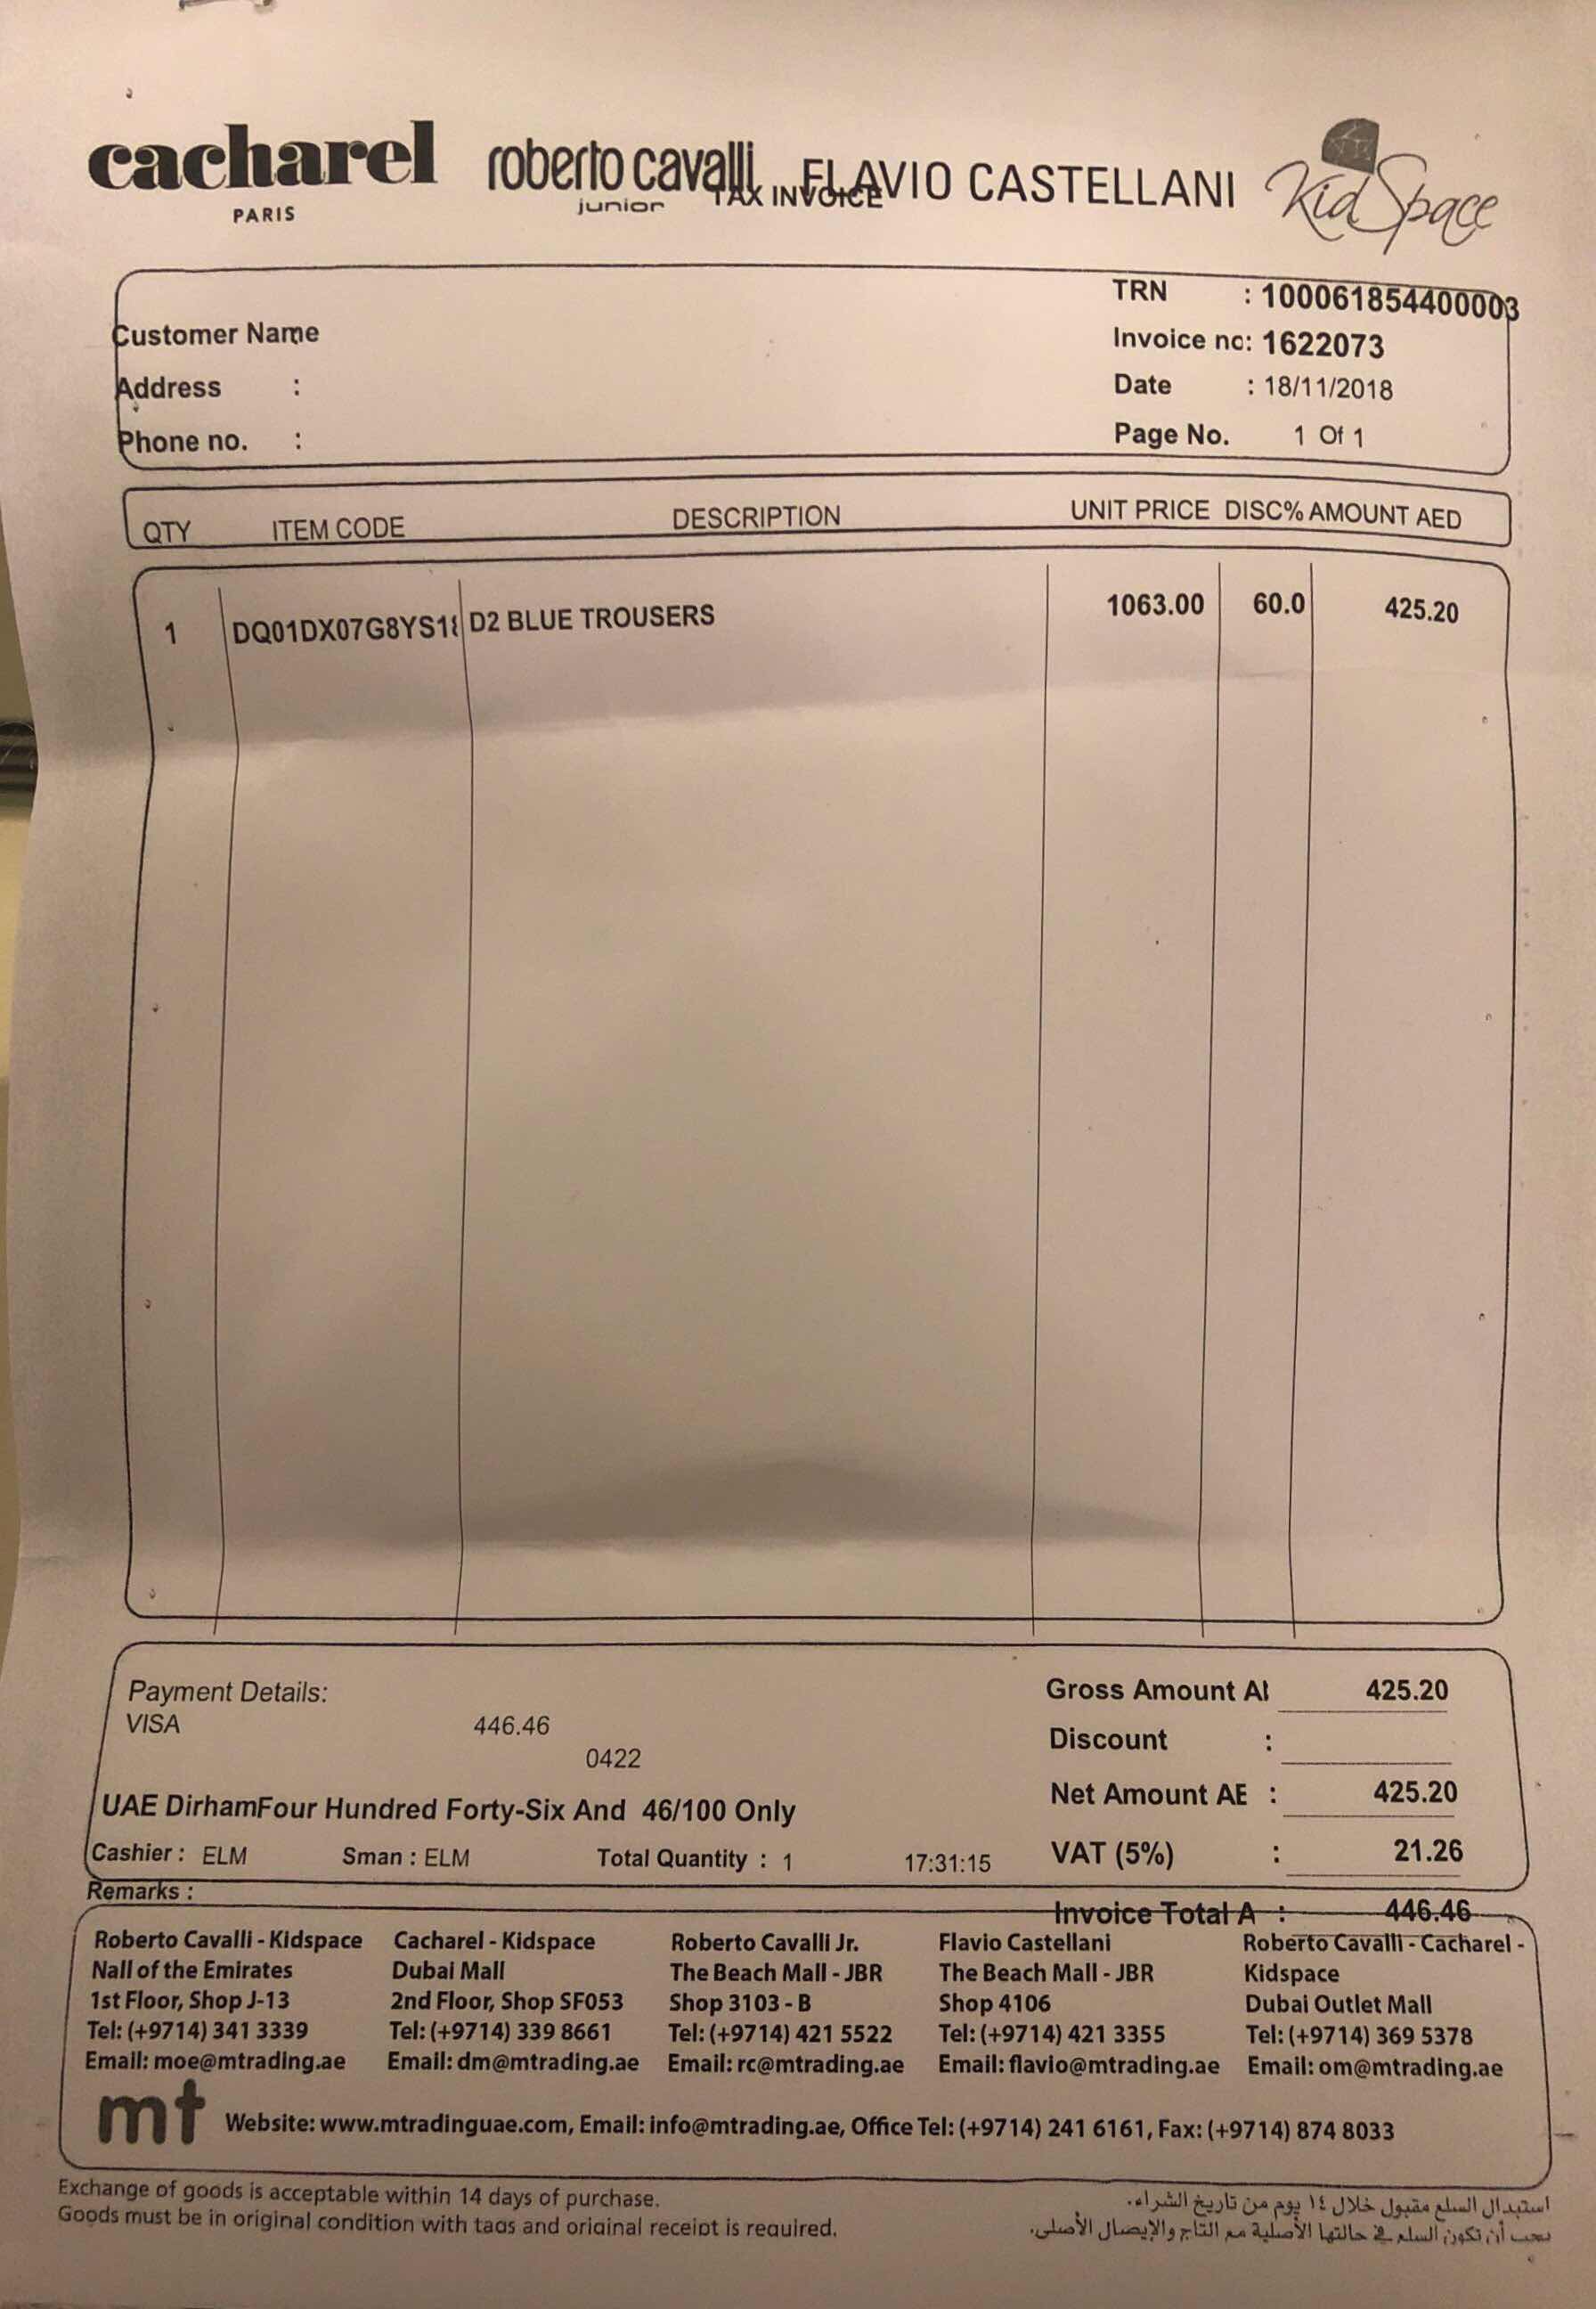 cacharel
PARIS
roberto cavalli
junior
TAX INVOICE
FLAVIO CASTELLANI
Kid Space
TRN : 100061854400003
Customer Name
Invoice no: 1622073
Address :
Date : 18/11/2018
Phone no. :
Page No. 1 Of 1
QTY ITEM CODE DESCRIPTION UNIT PRICE DISC% AMOUNT AED
1 DQ01DX07G8YS18 D2 BLUE TROUSERS 1063.00 60.0 425.20
Payment Details:
Gross Amount AI 425.20
VISA 446.46
Discount :
0422
Net Amount AE : 425.20
UAE DirhamFour Hundred Forty-Six And 46/100 Only
Cashier : ELM Sman : ELM Total Quantity : 1 17:31:15
VAT (5%) : 21.26
Remarks :
Invoice Total A : 446.46
Roberto Cavalli - Kidspace
Nall of the Emirates
1st Floor, Shop J-13
Tel: (+9714) 341 3339
Email: moe@mtrading.ae
Cacharel - Kidspace
Dubai Mall
2nd Floor, Shop SF053
Tel: (+9714) 339 8661
Email: dm@mtrading.ae
Roberto Cavalli Jr.
The Beach Mall - JBR
Shop 3103 - B
Tel: (+9714) 421 5522
Email: rc@mtrading.ae
Flavio Castellani
The Beach Mall - JBR
Shop 4106
Tel: (+9714) 421 3355
Email: flavio@mtrading.ae
Roberto Cavalli - Cacharel -
Kidspace
Dubai Outlet Mall
Tel: (+9714) 369 5378
Email: om@mtrading.ae
mt
Website: www.mtradinguae.com, Email: info@mtrading.ae, Office Tel: (+9714) 241 6161, Fax: (+9714) 874 8033
Exchange of goods is acceptable within 14 days of purchase.
Goods must be in original condition with tags and original receipt is required.
استبدال السلع مقبول خلال ١٤ يوم من تاريخ الشراء.
يجب أن تكون السلع في حالتها الأصلية مع التاج والإيصال الأصلي.